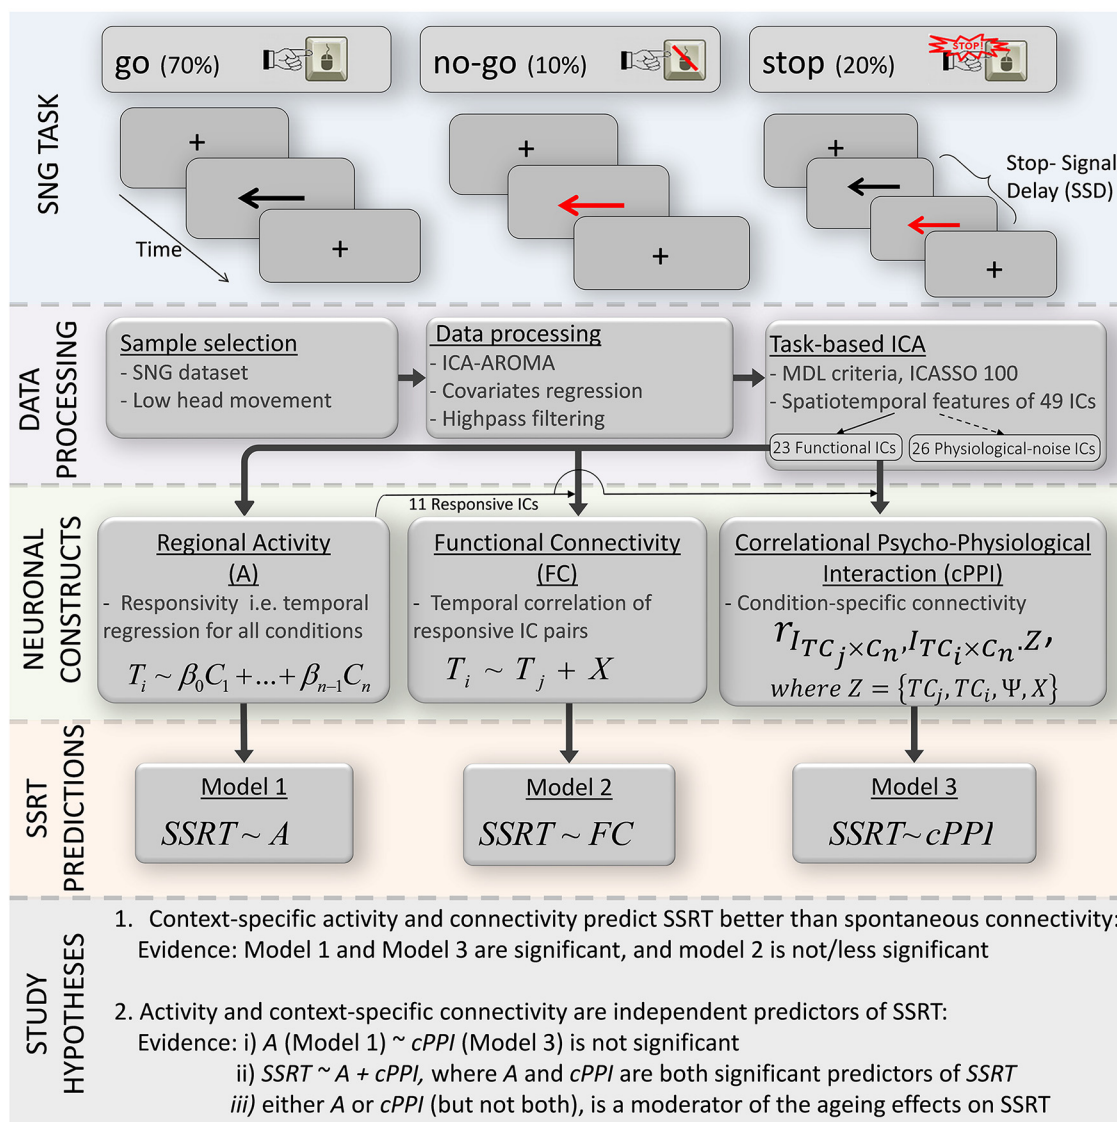 SNG TASK
go (70%)
no-go (10%)
stop (20%)
STOP!
+
+
+
+
+
+
+
Time
Stop- Signal
Delay (SSD)
DATA
PROCESSING
Sample selection
- SNG dataset
- Low head movement
Data processing
- ICA-AROMA
- Covariates regression
- Highpass filtering
Task-based ICA
- MDL criteria, ICASSO 100
- Spatiotemporal features of 49 ICs
23 Functional ICs
26 Physiological-noise ICs
11 Responsive ICs
NEURONAL
CONSTRUCTS
Regional Activity
(A)
- Responsivity i.e. temporal
regression for all conditions
T_i ~ β_0C_1 +...+ β_{n−1}C_n
Functional Connectivity
(FC)
- Temporal correlation of
responsive IC pairs
T_i ~ T_j + X
Correlational Psycho-Physiological
Interaction (cPPI)
- Condition-specific connectivity
r_{I_{TC_j×C_n},I_{TC_i×C_n}.Z},
where Z = {TC_j, TC_i, Ψ, X}
SSRT
PREDICTIONS
Model 1
SSRT ~ A
Model 2
SSRT ~ FC
Model 3
SSRT~cPPI
STUDY
HYPOTHESES
1. Context-specific activity and connectivity predict SSRT better than spontaneous connectivity:
Evidence: Model 1 and Model 3 are significant, and model 2 is not/less significant
2. Activity and context-specific connectivity are independent predictors of SSRT:
Evidence: i) A (Model 1) ~ cPPI (Model 3) is not significant
ii) SSRT ~ A + cPPI, where A and cPPI are both significant predictors of SSRT
iii) either A or cPPI (but not both), is a moderator of the ageing effects on SSRT